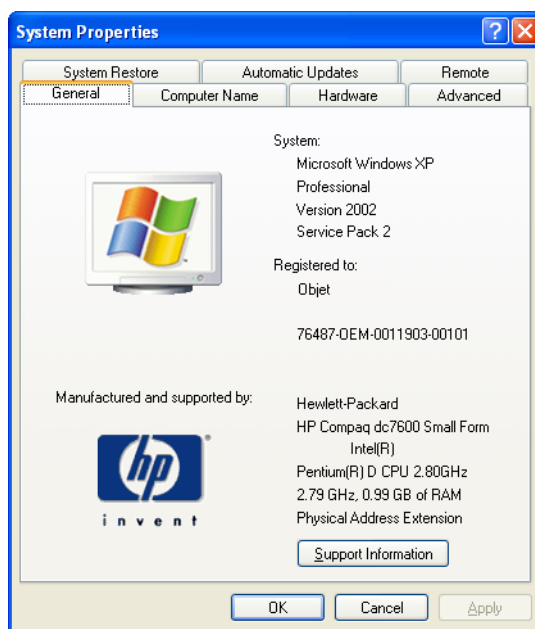 System Properties
System Restore
Automatic Updates
Remote
General
Computer Name
Hardware
Advanced
System:
Microsoft Windows XP
Professional
Version 2002
Service Pack 2
Registered to:
Objet
76487-OEM-0011903-00101
Manufactured and supported by:
hp
invent
Hewlett-Packard
HP Compaq dc7600 Small Form
Intel(R)
Pentium(R) D CPU 2.80GHz
2.79 GHz, 0.99 GB of RAM
Physical Address Extension
Support Information
OK
Cancel
Apply